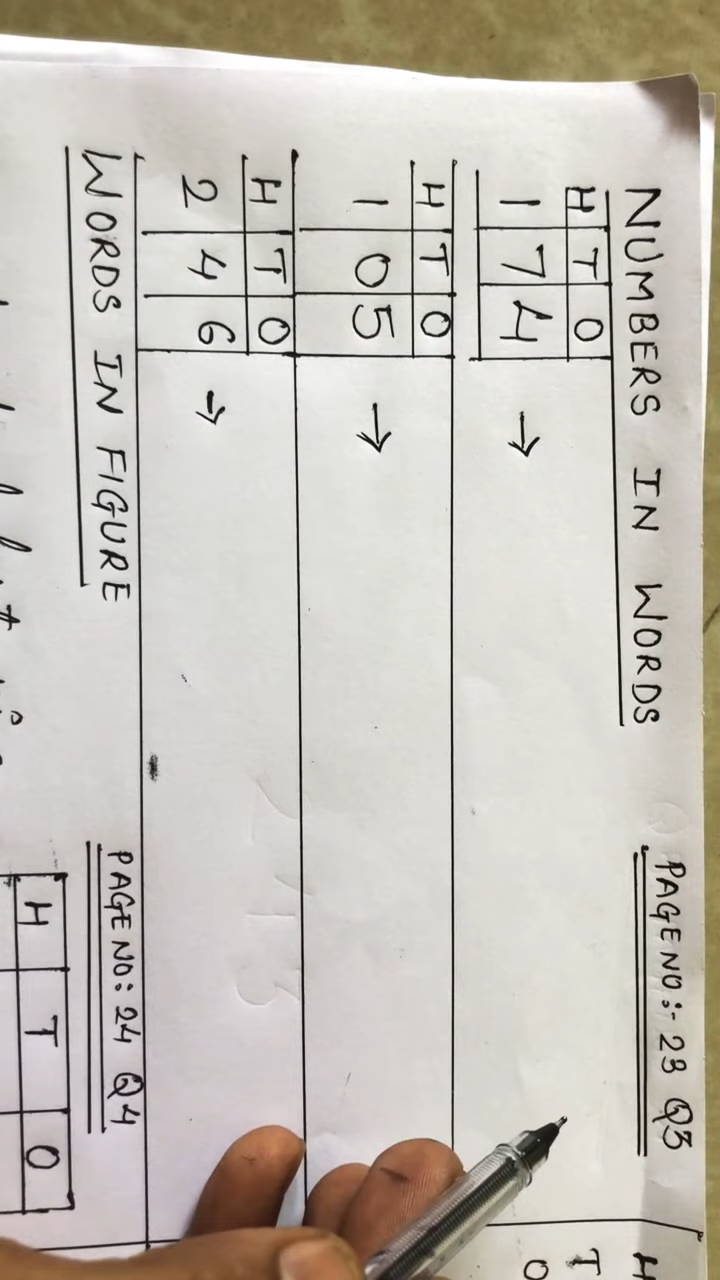 NUMBERS IN WORDS
PAGE NO:- 23 Q3
H T O
1 7 4 →
H T O
1 0 5 →
H T O
2 4 6 →
WORDS IN FIGURE
PAGE NO: 24 Q4
H T O
H
T
O